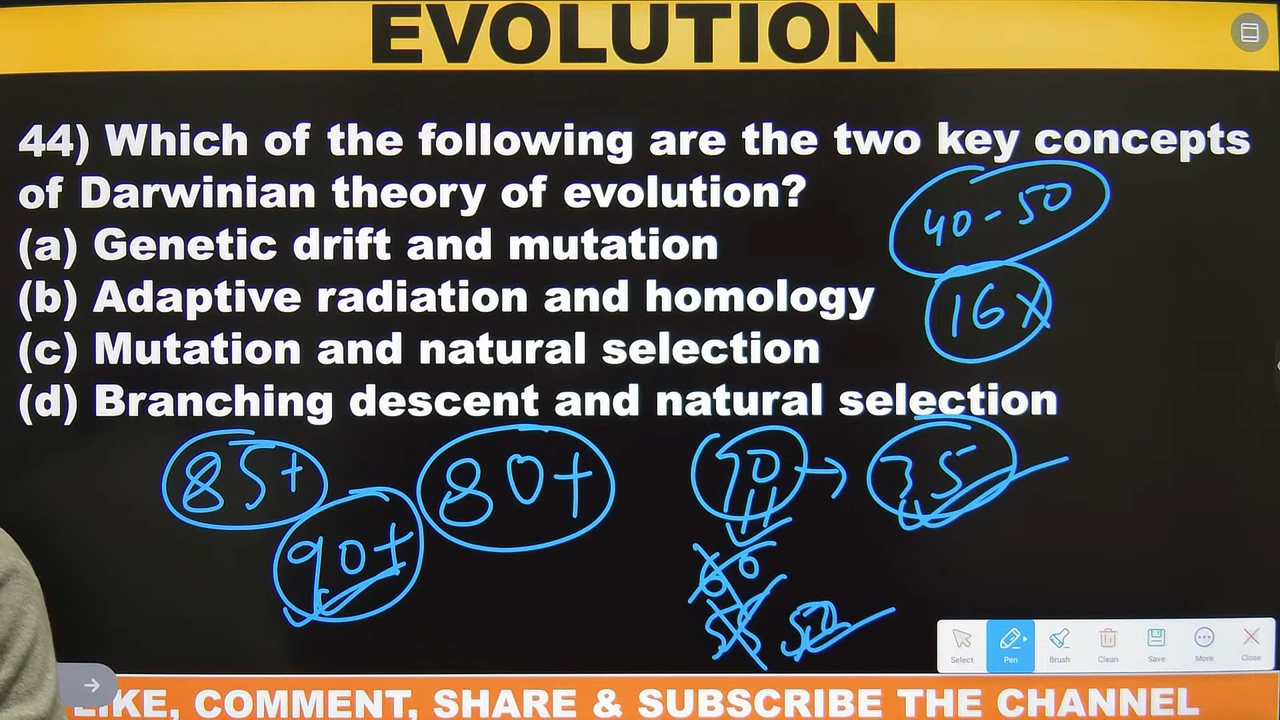 EVOLUTION
44) Which of the following are the two key concepts
of Darwinian theory of evolution?
(a) Genetic drift and mutation
(b) Adaptive radiation and homology
(c) Mutation and natural selection
(d) Branching descent and natural selection
40-50
16X
85+
80+
90+
Select
Pen
Brush
Clean
Save
More
Close
LIKE, COMMENT, SHARE & SUBSCRIBE THE CHANNEL